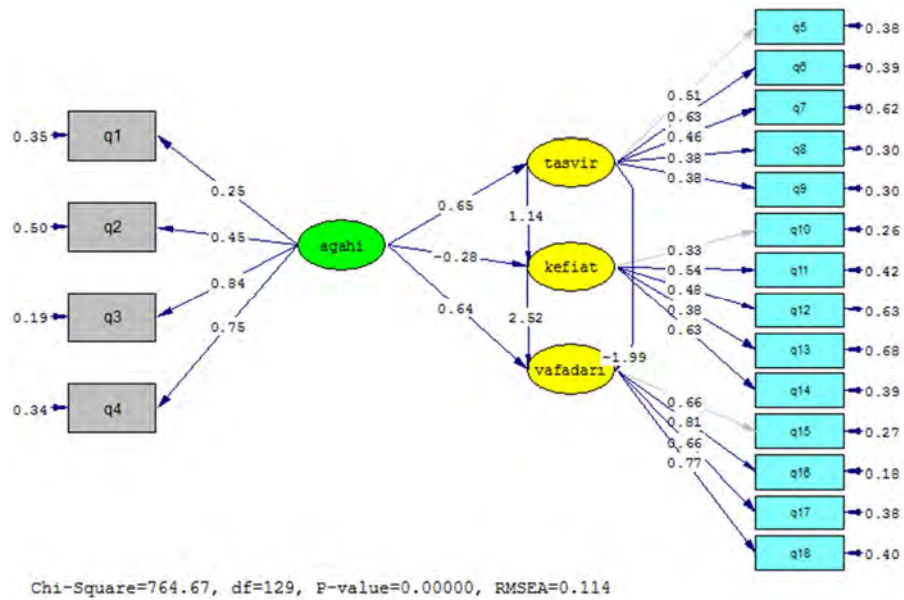 0.35 q1
0.50 q2
0.19 q3
0.34 q4
0.25
0.45
0.84
0.75
agahi
0.65
-0.28
0.64
tasvir
1.14
kefiat
2.52
vafadari
-1.99
0.51
0.63
0.46
0.38
0.38
0.33
0.54
0.48
0.38
0.63
0.66
0.81
0.66
0.77
q5 0.38
q6 0.39
q7 0.62
q8 0.30
q9 0.30
q10 0.26
q11 0.42
q12 0.63
q13 0.68
q14 0.39
q15 0.27
q16 0.18
q17 0.38
q18 0.40
Chi-Square=764.67, df=129, P-value=0.00000, RMSEA=0.114